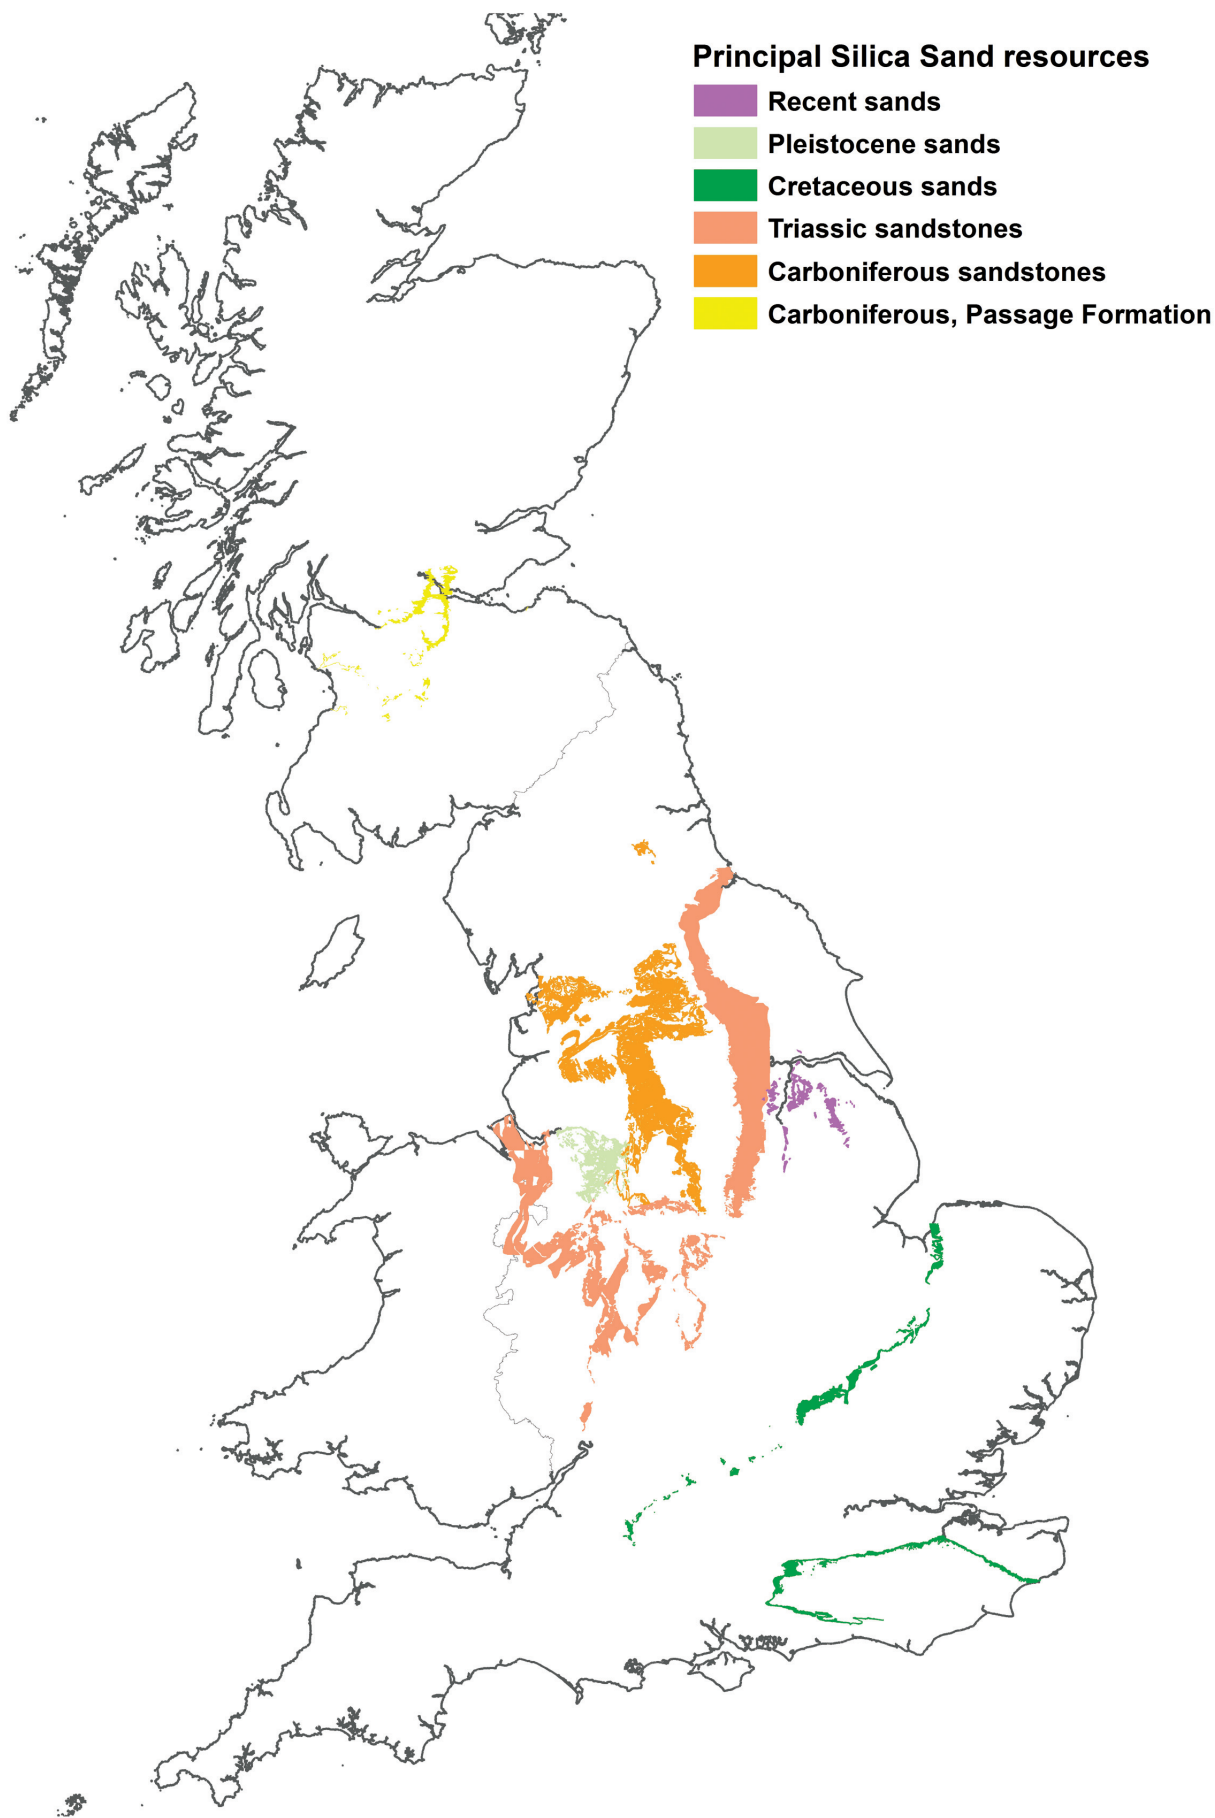 Principal Silica Sand resources
Recent sands
Pleistocene sands
Cretaceous sands
Triassic sandstones
Carboniferous sandstones
Carboniferous, Passage Formation